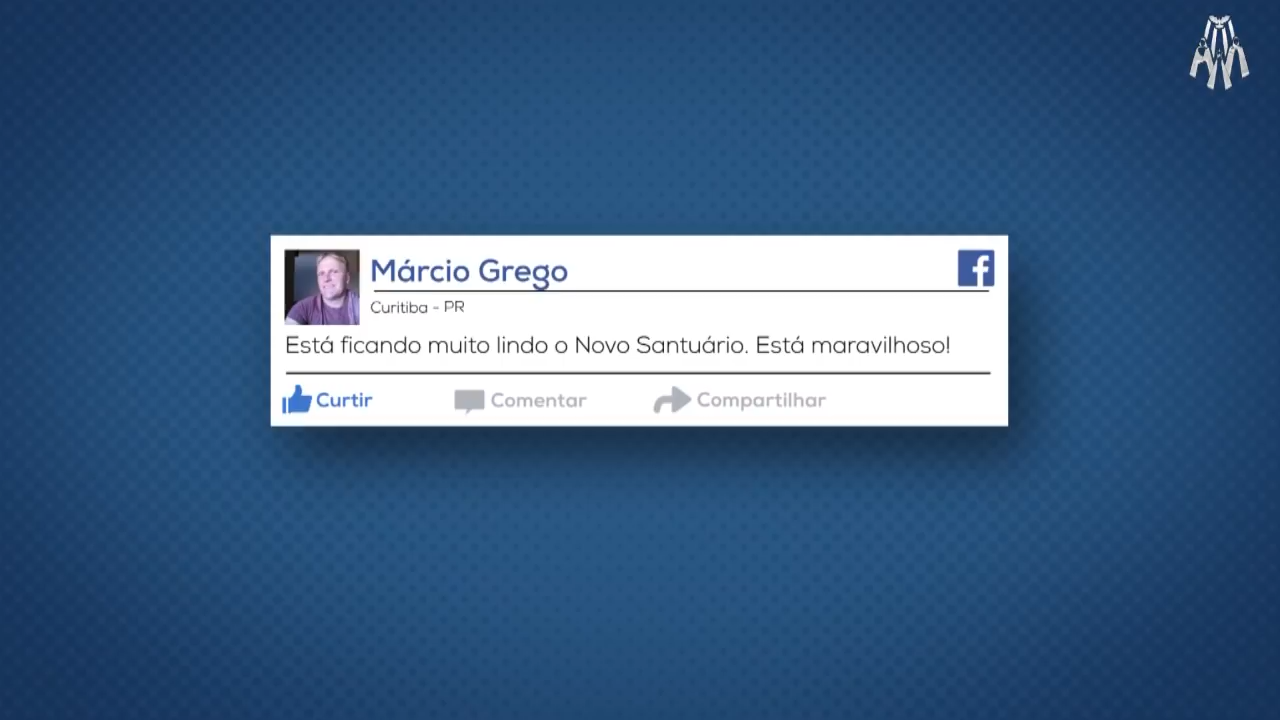 Márcio Grego
Curitiba - PR
Está ficando muito lindo o Novo Santuário. Está maravilhoso!
Curtir Comentar Compartilhar